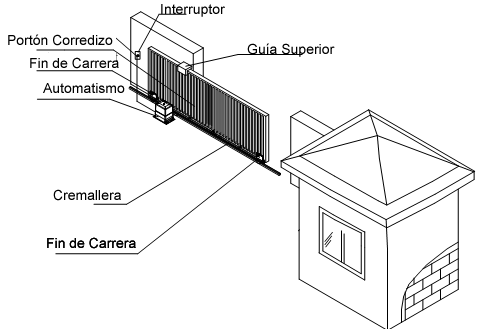 Interruptor
Portón Corredizo
Guía Superior
Fin de Carrera
Automatismo
Cremallera
Fin de Carrera